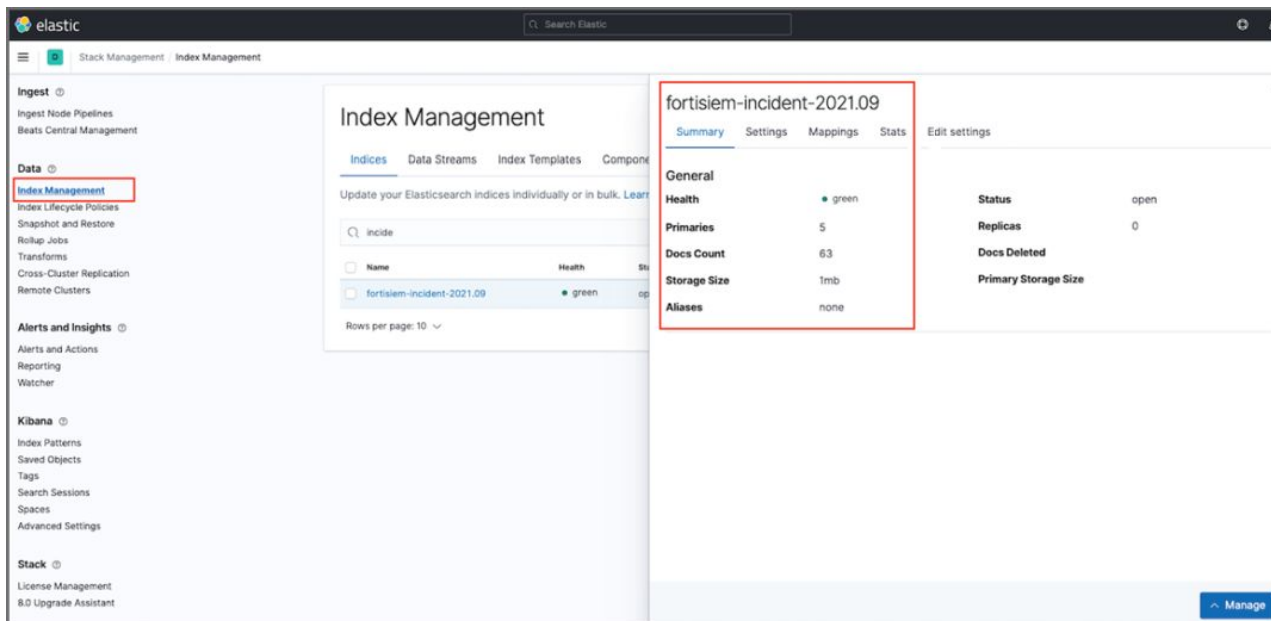 elastic
Search Elastic
D
Stack Management / Index Management
Ingest
Ingest Node Pipelines
Beats Central Management
Data
Index Management
Index Lifecycle Policies
Snapshot and Restore
Rollup Jobs
Transforms
Cross-Cluster Replication
Remote Clusters
Alerts and Insights
Alerts and Actions
Reporting
Watcher
Kibana
Index Patterns
Saved Objects
Tags
Search Sessions
Spaces
Advanced Settings
Stack
License Management
8.0 Upgrade Assistant
Index Management
Indices Data Streams Index Templates Compone
Update your Elasticsearch indices individually or in bulk. Learn
incide
Name Health Sta
fortisiem-incident-2021.09 green op
Rows per page: 10
fortisiem-incident-2021.09
Summary Settings Mappings Stats Edit settings
General
Health green Status open
Primaries 5 Replicas 0
Docs Count 63 Docs Deleted
Storage Size 1mb Primary Storage Size
Aliases none
Manage